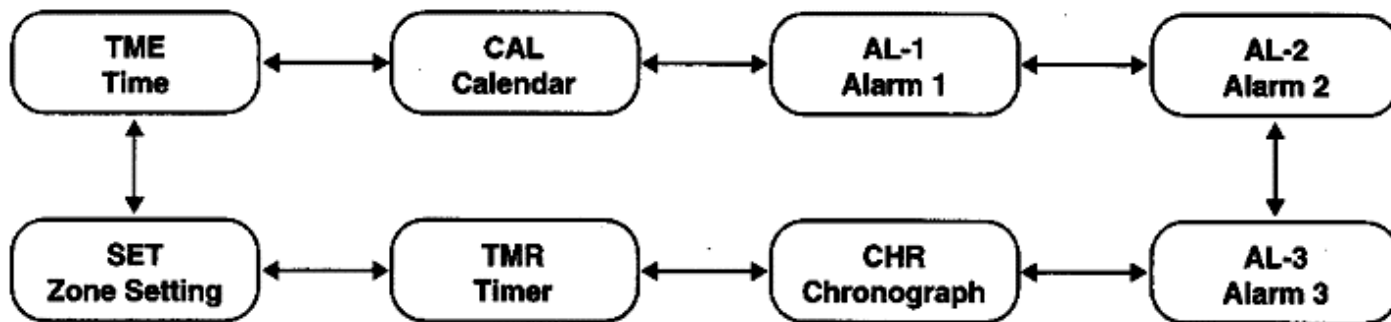 TME
Time
CAL
Calendar
AL-1
Alarm 1
AL-2
Alarm 2
SET
Zone Setting
TMR
Timer
CHR
Chronograph
AL-3
Alarm 3